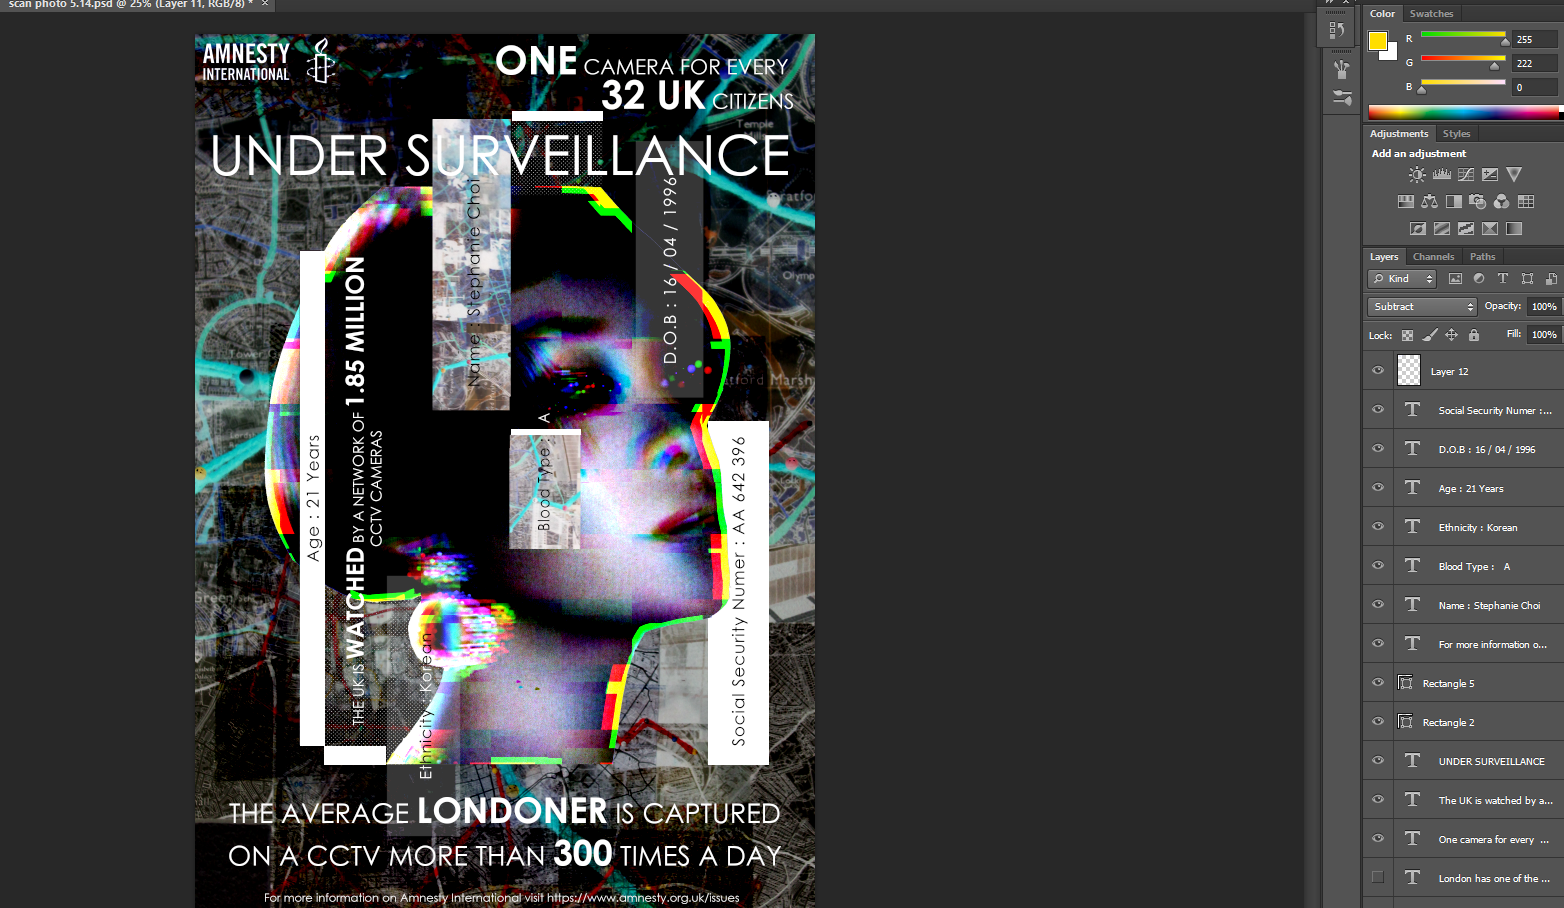 scan photo 5.14.psd @ 25% (Layer 11, RGB/8) * ×
AMNESTY
INTERNATIONAL
ONE CAMERA FOR EVERY
32 UK CITIZENS
UNDER SURVEILLANCE
Name : Stephanie Choi
D.O.B : 16 / 04 / 1996
Age : 21 Years
THE UK IS WATCHED BY A NETWORK OF 1.85 MILLION
CCTV CAMERAS
Blood Type : A
Social Security Numer : AA 642 396
Ethnicity : Korean
THE AVERAGE LONDONER IS CAPTURED
ON A CCTV MORE THAN 300 TIMES A DAY
For more information on Amnesty International visit https://www.amnesty.org.uk/issues
Temple
Color Swatches
R 255
G 222
B 0
Adjustments Styles
Add an adjustment
Layers Channels Paths
Kind
Subtract Opacity: 100%
Lock: Fill: 100%
Layer 12
T Social Security Numer :...
T D.O.B : 16 / 04 / 1996
T Age : 21 Years
T Ethnicity : Korean
T Blood Type : A
T Name : Stephanie Choi
T For more information o...
Rectangle 5
Rectangle 2
T UNDER SURVEILLANCE
T The UK is watched by a...
T One camera for every ...
T London has one of the ...